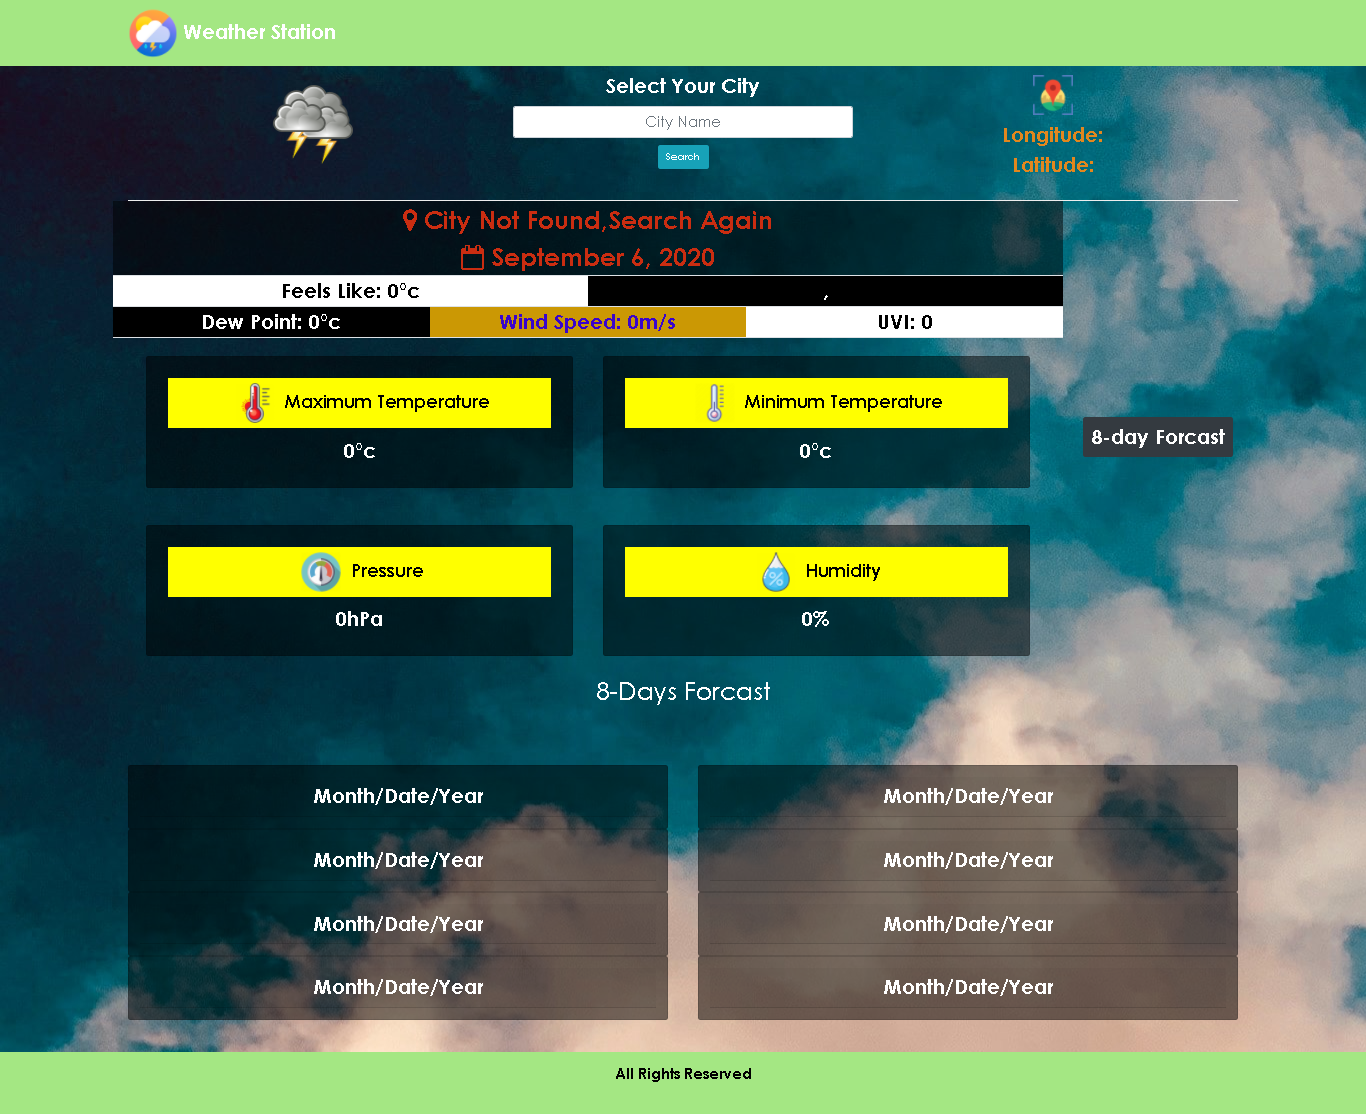 Weather Station
Select Your City
City Name
Search
Longitude:
Latitude:
City Not Found,Search Again
September 6, 2020
Feels Like: 0°c
,
Dew Point: 0°c
Wind Speed: 0m/s
UVI: 0
Maximum Temperature
0°c
Minimum Temperature
0°c
8-day Forcast
Pressure
0hPa
Humidity
0%
8-Days Forcast
Month/Date/Year
Month/Date/Year
Month/Date/Year
Month/Date/Year
Month/Date/Year
Month/Date/Year
Month/Date/Year
Month/Date/Year
All Rights Reserved